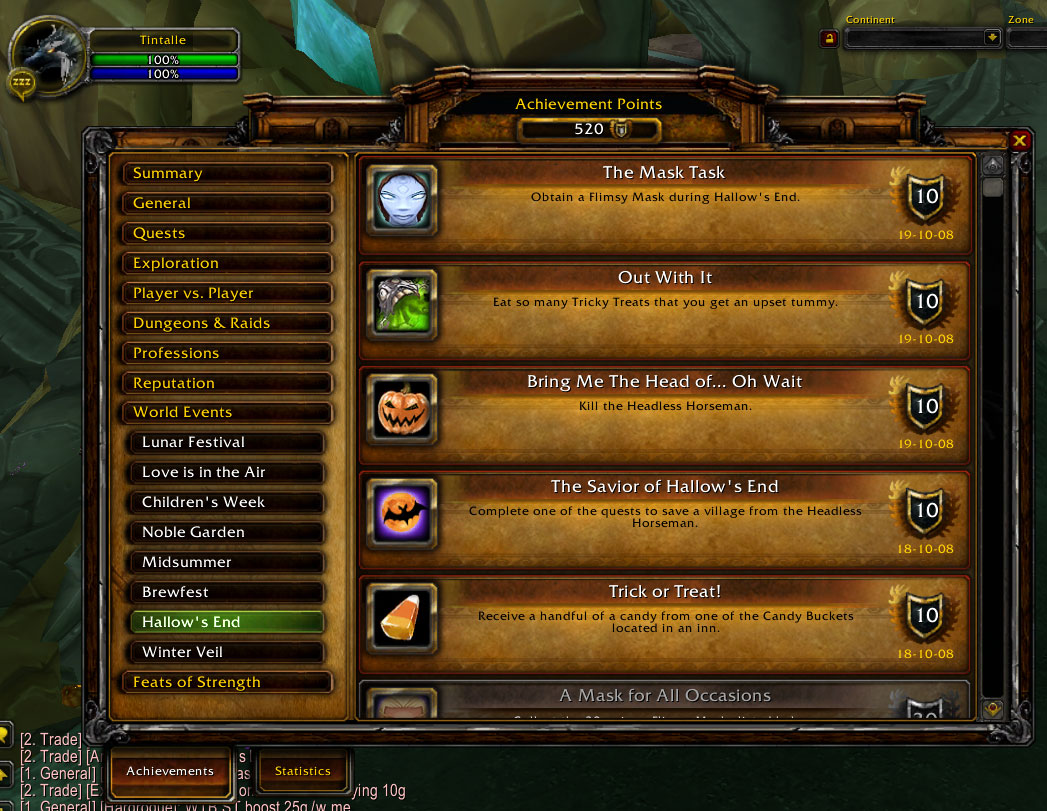 Continent
Zone
Tintalle
100%
100%
zzz
Achievement Points
520
Summary
General
Quests
Exploration
Player vs. Player
Dungeons & Raids
Professions
Reputation
World Events
Lunar Festival
Love is in the Air
Children's Week
Noble Garden
Midsummer
Brewfest
Hallow's End
Winter Veil
Feats of Strength
The Mask Task
Obtain a Flimsy Mask during Hallow's End.
10
19-10-08
Out With It
Eat so many Tricky Treats that you get an upset tummy.
10
19-10-08
Bring Me The Head of... Oh Wait
Kill the Headless Horseman.
10
19-10-08
The Savior of Hallow's End
Complete one of the quests to save a village from the Headless
Horseman.
10
18-10-08
Trick or Treat!
Receive a handful of a candy from one of the Candy Buckets
located in an inn.
10
18-10-08
A Mask for All Occasions
[2. Trade]
[2. Trade]
[1. General]
[2. Trade] ying 10g
[1. General] boost 25g /w me
Achievements
Statistics